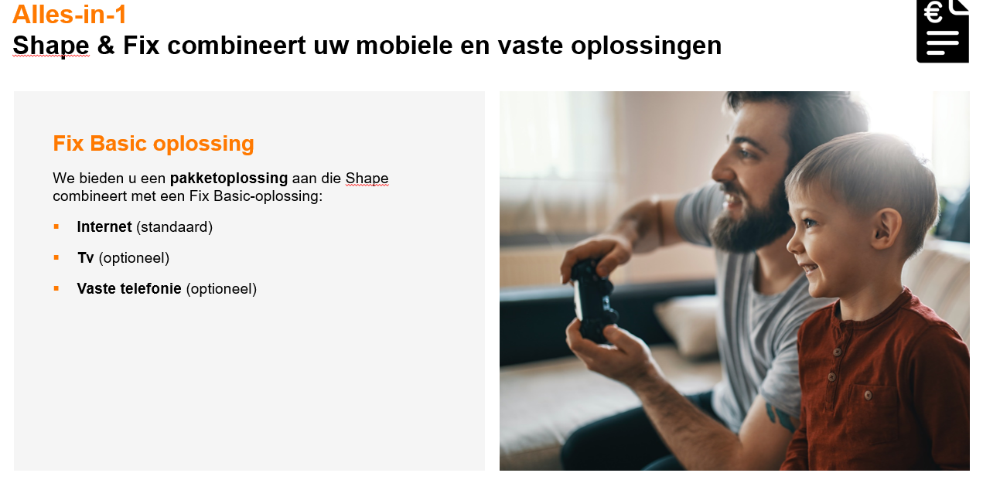 Alles-in-1
Shape & Fix combineert uw mobiele en vaste oplossingen
€
Fix Basic oplossing
We bieden u een pakketoplossing aan die Shape
combineert met een Fix Basic-oplossing:
▪ Internet (standaard)
▪ Tv (optioneel)
▪ Vaste telefonie (optioneel)